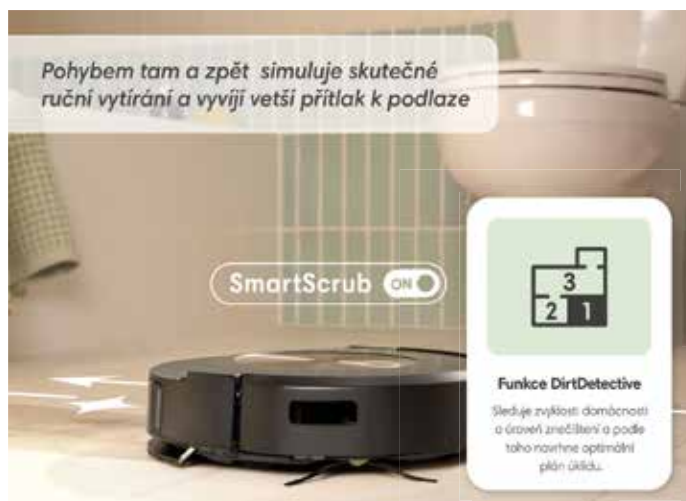 Pohybem tam a zpět simuluje skutečné
ruční vytírání a vyvíjí vetší přítlak k podlaze
SmartScrub ON
3
2 1
Funkce DirtDetective
Sleduje zvyklosti domácnosti
a úroveň znečištění a podle
toho navrhne optimální
plán úklidu.